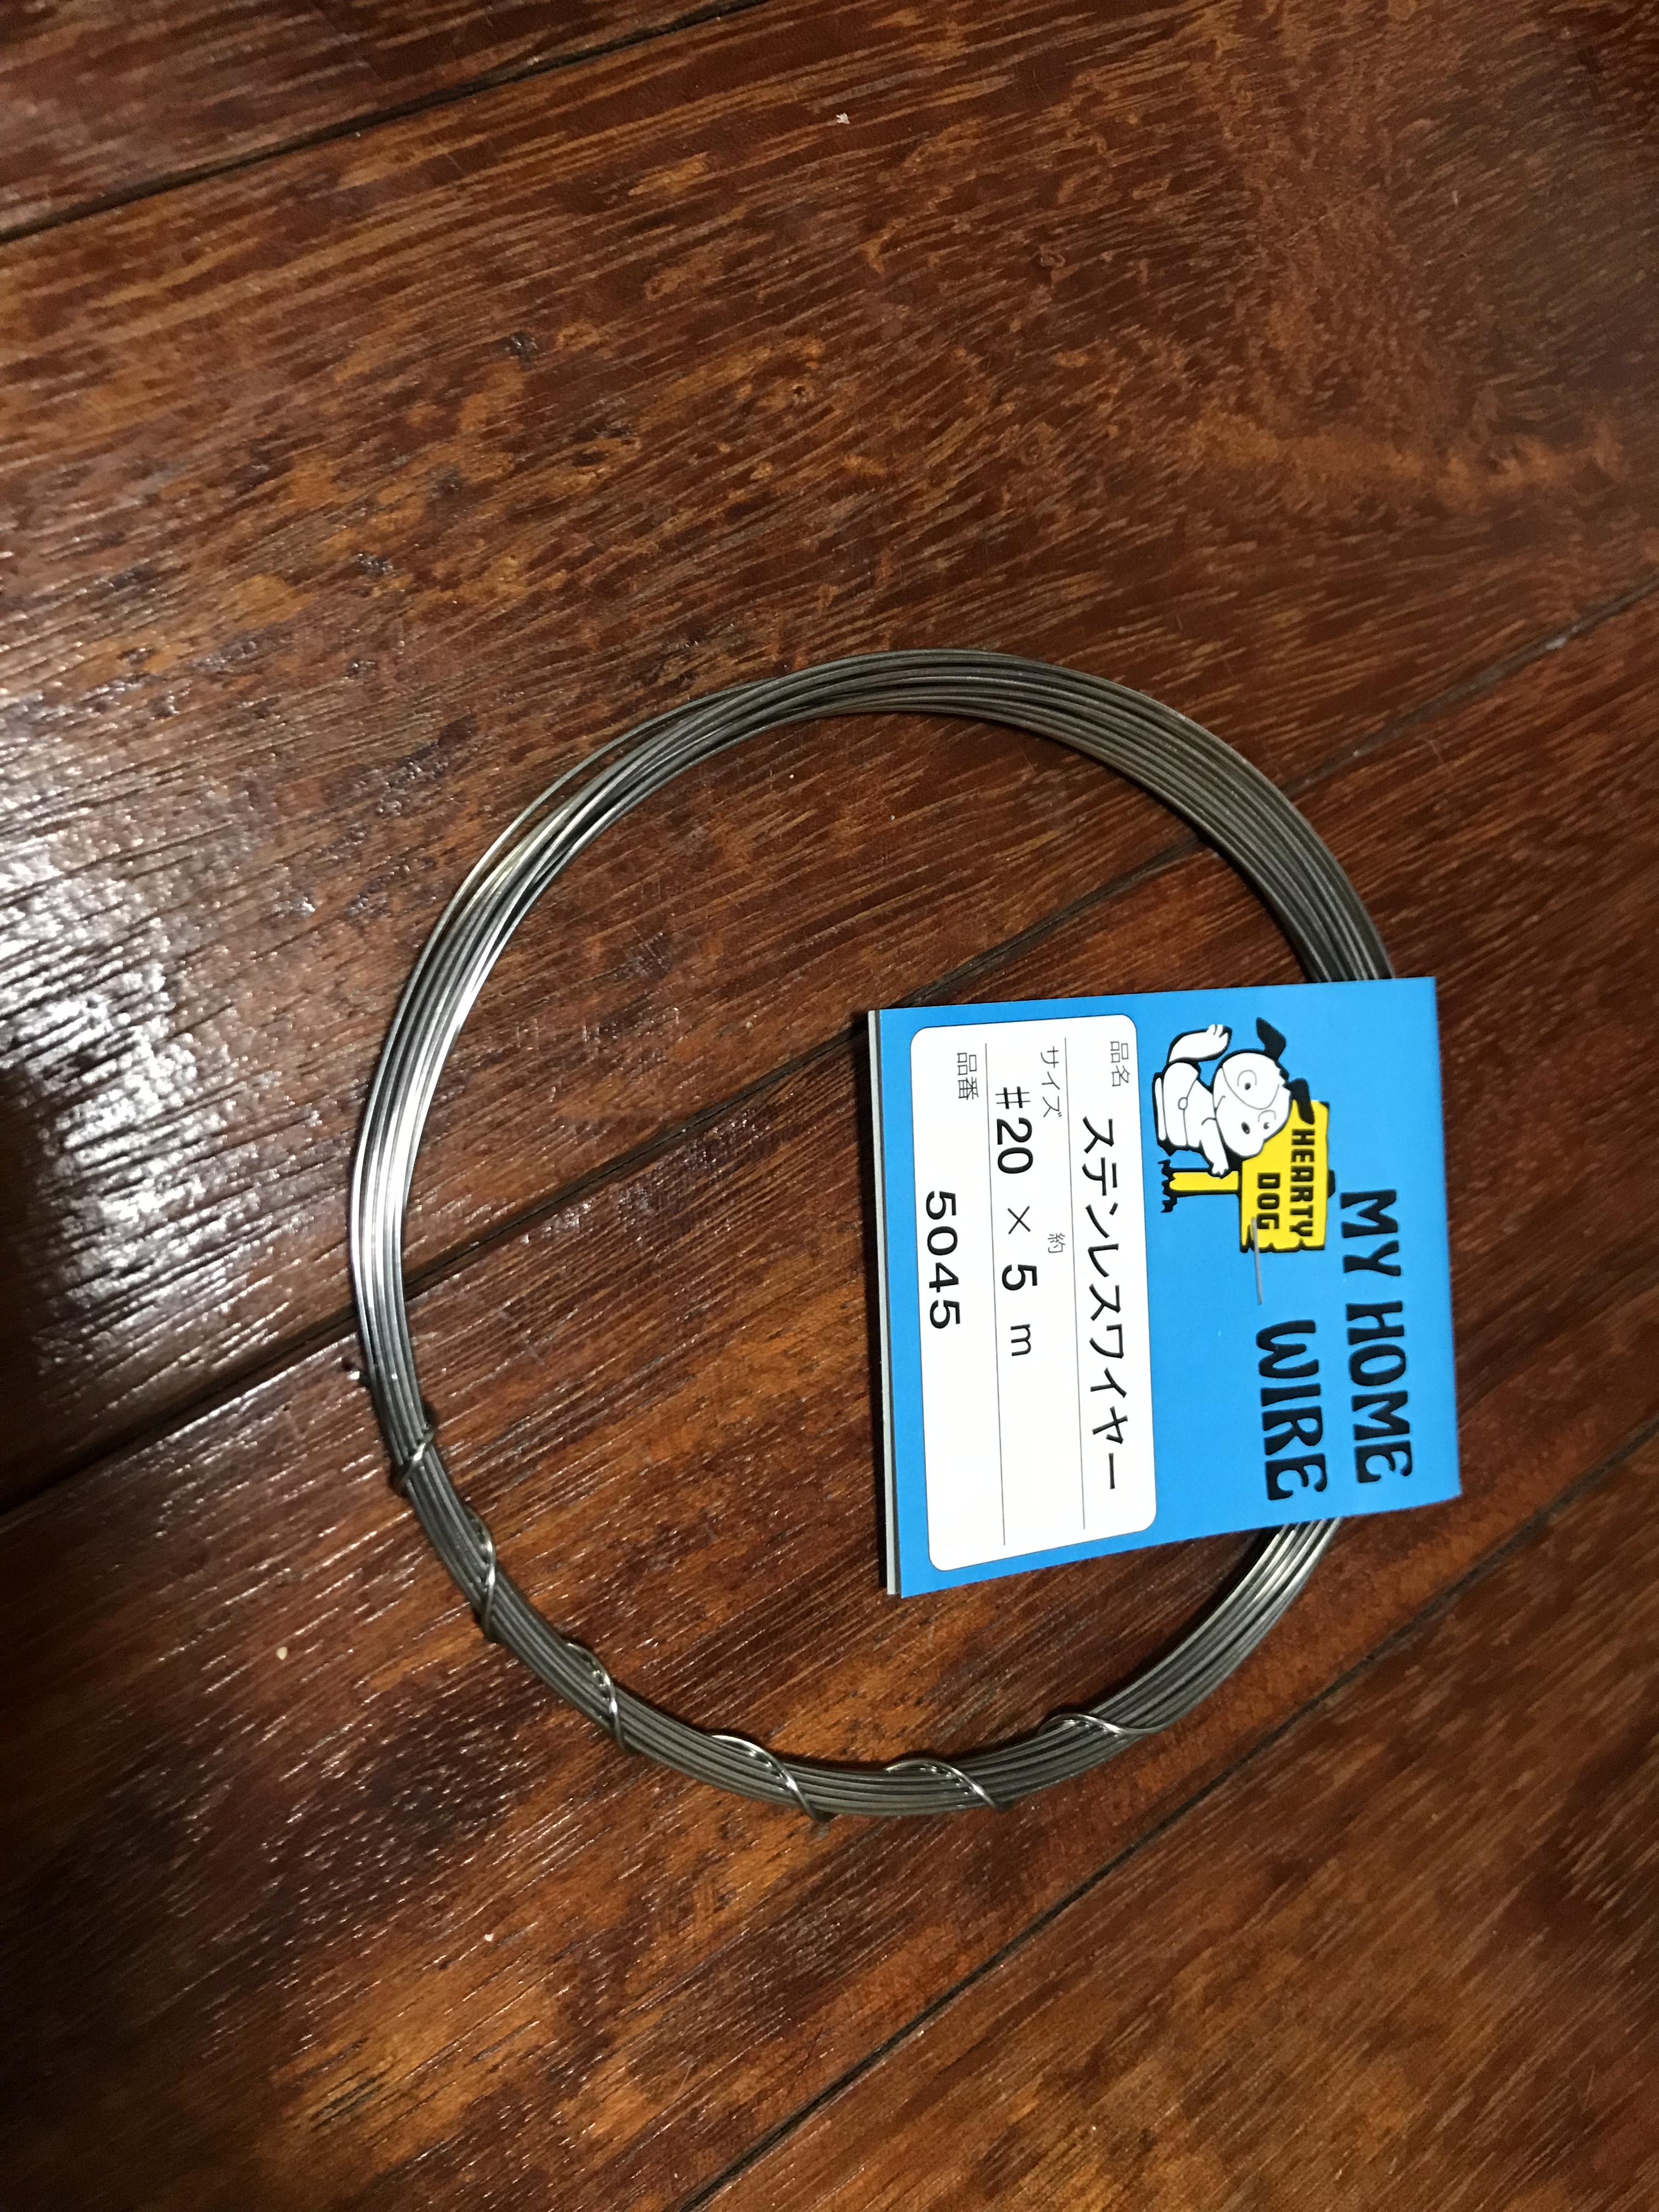 MY HOME
WIRE
HEARTY
DOG
品名 ステンレスワイヤー
サイズ #20 × 約5m
品番 5045